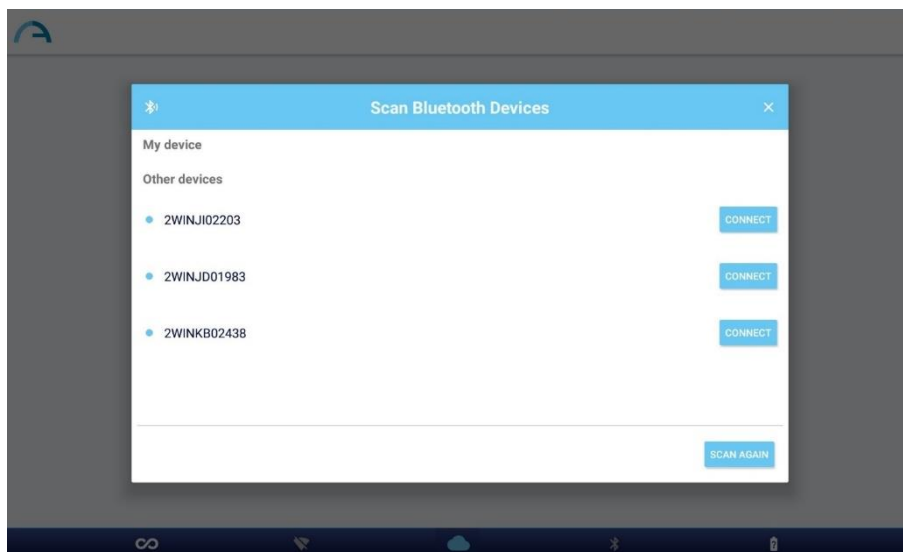 Scan Bluetooth Devices
My device
Other devices
2WINJI02203 CONNECT
2WINJD01983 CONNECT
2WINKB02438 CONNECT
SCAN AGAIN